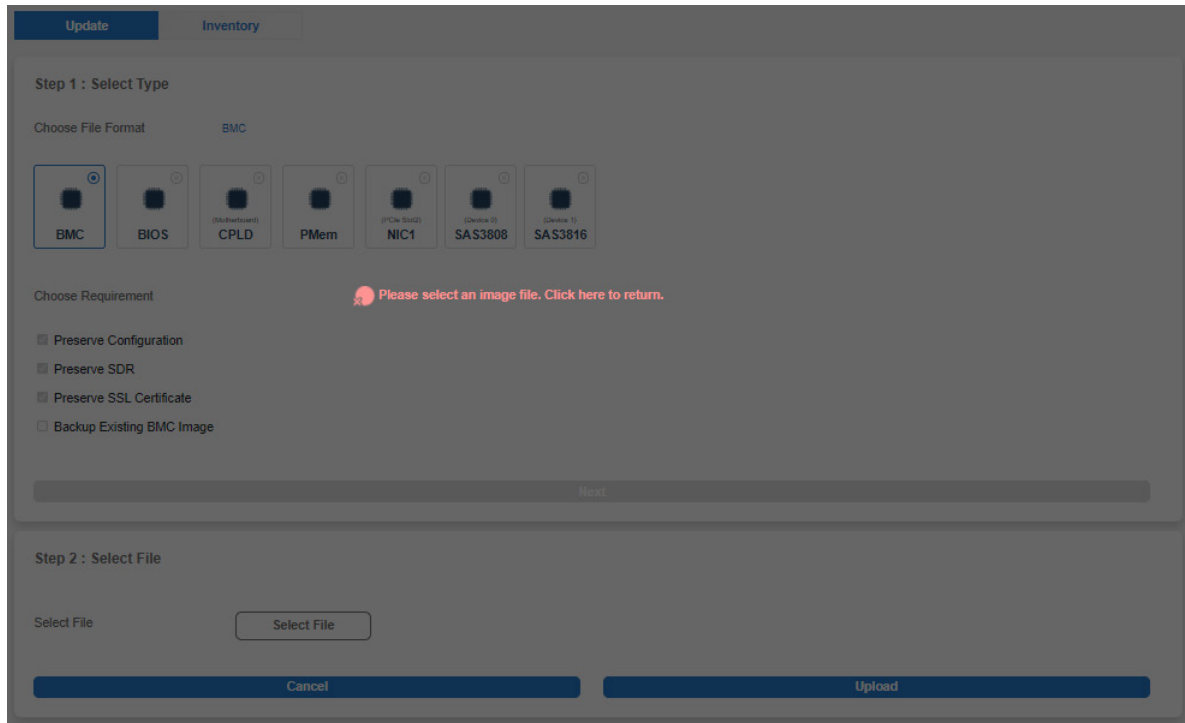 Update Inventory
Step 1 : Select Type
Choose File Format BMC
(Motherboard) (PCIe Slot2) (Device 0) (Device 1)
BMC BIOS CPLD PMem NIC1 SAS3808 SAS3816
Choose Requirement
Please select an image file. Click here to return.
Preserve Configuration
Preserve SDR
Preserve SSL Certificate
Backup Existing BMC Image
Next
Step 2 : Select File
Select File Select File
Cancel Upload